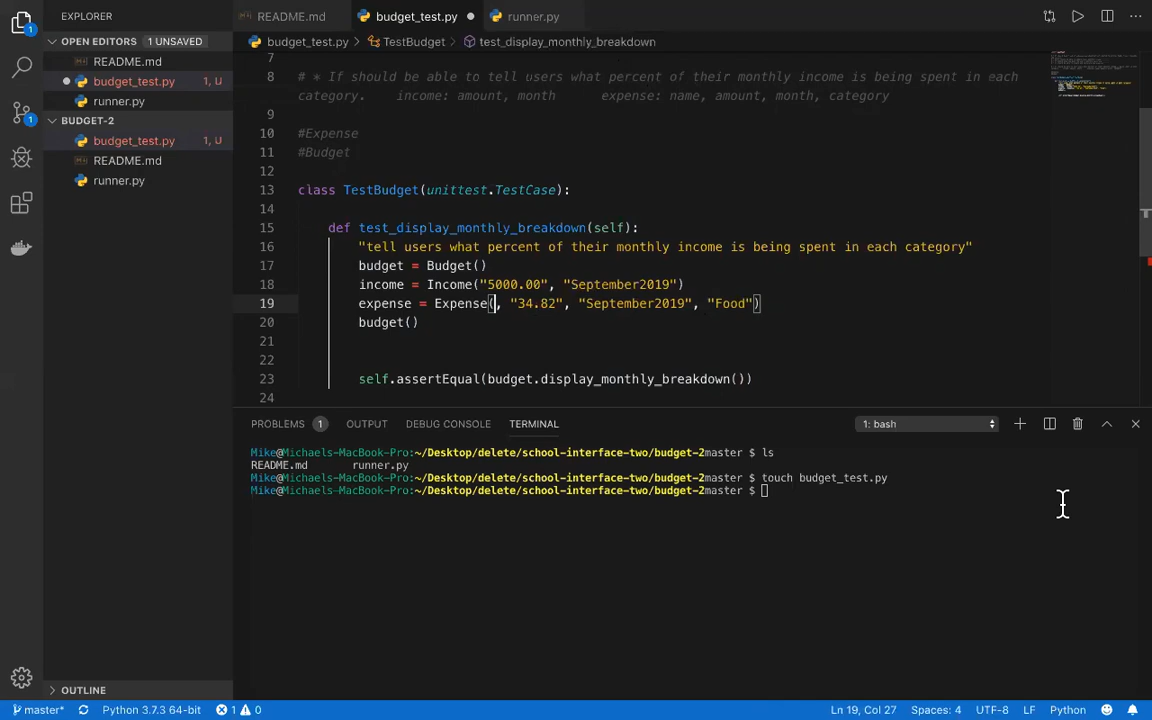 EXPLORER
README.md
budget_test.py
runner.py
OPEN EDITORS 1 UNSAVED
budget_test.py > TestBudget > test_display_monthly_breakdown
README.md
budget_test.py 1, U
runner.py
BUDGET-2
budget_test.py 1, U
README.md
runner.py
7
8 # * If should be able to tell users what percent of their monthly income is being spent in each
category. income: amount, month expense: name, amount, month, category
9
10 #Expense
11 #Budget
12
13 class TestBudget(unittest.TestCase):
14
15 def test_display_monthly_breakdown(self):
16 "tell users what percent of their monthly income is being spent in each category"
17 budget = Budget()
18 income = Income("5000.00", "September2019")
19 expense = Expense(, "34.82", "September2019", "Food")
20 budget()
21
22
23 self.assertEqual(budget.display_monthly_breakdown())
24
PROBLEMS 1 OUTPUT DEBUG CONSOLE TERMINAL 1: bash
Mike@Michaels-MacBook-Pro:~/Desktop/delete/school-interface-two/budget-2master $ ls
README.md runner.py
Mike@Michaels-MacBook-Pro:~/Desktop/delete/school-interface-two/budget-2master $ touch budget_test.py
Mike@Michaels-MacBook-Pro:~/Desktop/delete/school-interface-two/budget-2master $
OUTLINE
master* Python 3.7.3 64-bit 1 0 Ln 19, Col 27 Spaces: 4 UTF-8 LF Python